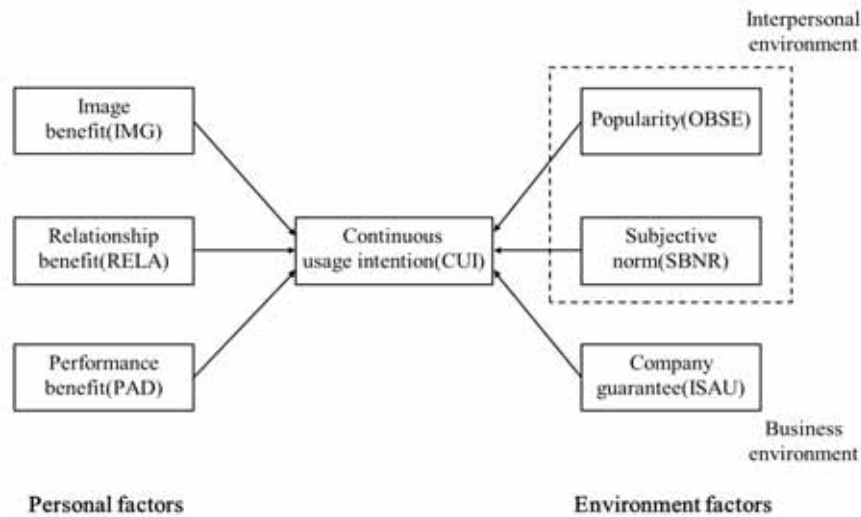 Interpersonal
environment
Image
benefit(IMG)
Popularity(OBSE)
Relationship
benefit(RELA)
Continuous
usage intention(CUI)
Subjective
norm(SBNR)
Performance
benefit(PAD)
Company
guarantee(ISAU)
Business
environment
Personal factors
Environment factors